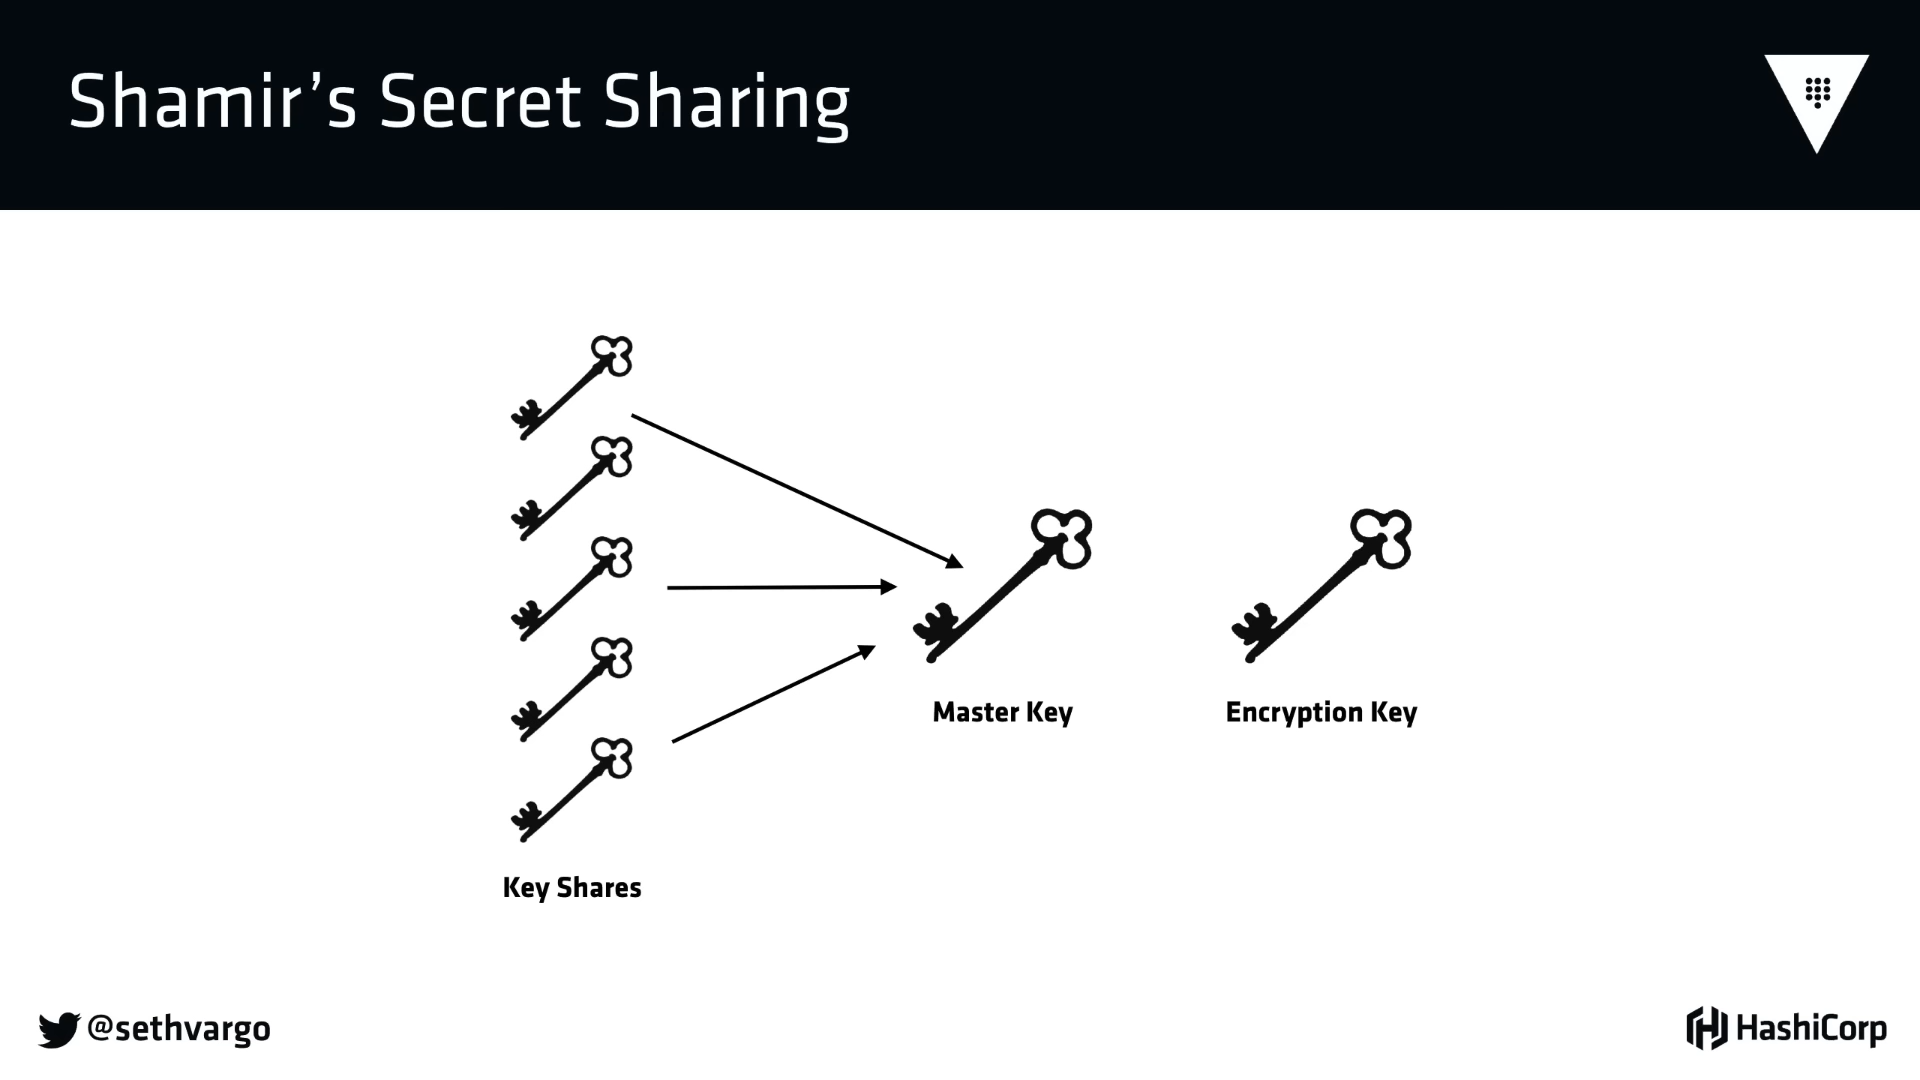 Shamir’s Secret Sharing
Master Key
Encryption Key
Key Shares
@sethvargo
HashiCorp